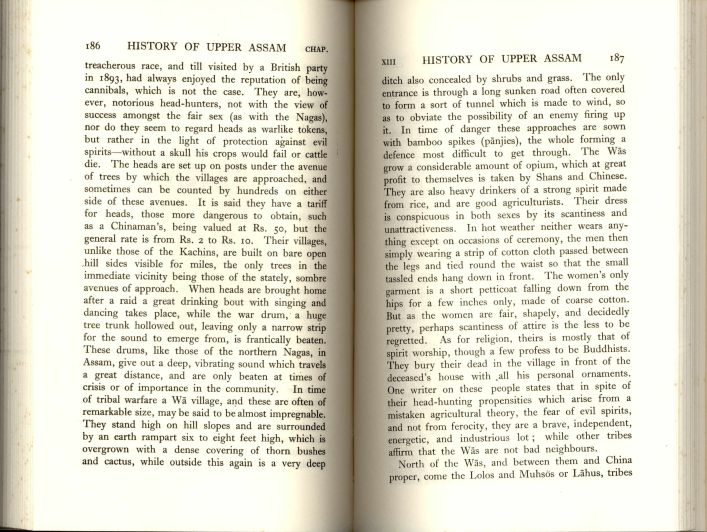 186 HISTORY OF UPPER ASSAM CHAP.
treacherous race, and till visited by a British party
in 1893, had always enjoyed the reputation of being
cannibals, which is not the case. They are, how-
ever, notorious head-hunters, not with the view of
success amongst the fair sex (as with the Nagas),
nor do they seem to regard heads as warlike tokens,
but rather in the light of protection against evil
spirits—without a skull his crops would fail or cattle
die. The heads are set up on posts under the avenue
of trees by which the villages are approached, and
sometimes can be counted by hundreds on either
side of these avenues. It is said they have a tariff
for heads, those more dangerous to obtain, such
as a Chinaman's, being valued at Rs. 50, but the
general rate is from Rs. 2 to Rs. 10. Their villages,
unlike those of the Kachins, are built on bare open
hill sides visible for miles, the only trees in the
immediate vicinity being those of the stately, sombre
avenues of approach. When heads are brought home
after a raid a great drinking bout with singing and
dancing takes place, while the war drum, a huge
tree trunk hollowed out, leaving only a narrow strip
for the sound to emerge from, is frantically beaten.
These drums, like those of the northern Nagas, in
Assam, give out a deep, vibrating sound which travels
a great distance, and are only beaten at times of
crisis or of importance in the community. In time
of tribal warfare a Wā village, and these are often of
remarkable size, may be said to be almost impregnable.
They stand high on hill slopes and are surrounded
by an earth rampart six to eight feet high, which is
overgrown with a dense covering of thorn bushes
and cactus, while outside this again is a very deep
XIII HISTORY OF UPPER ASSAM 187
ditch also concealed by shrubs and grass. The only
entrance is through a long sunken road often covered
to form a sort of tunnel which is made to wind, so
as to obviate the possibility of an enemy firing up
it. In time of danger these approaches are sown
with bamboo spikes (pānjies), the whole forming a
defence most difficult to get through. The Wās
grow a considerable amount of opium, which at great
profit to themselves is taken by Shans and Chinese.
They are also heavy drinkers of a strong spirit made
from rice, and are good agriculturists. Their dress
is conspicuous in both sexes by its scantiness and
unattractiveness. In hot weather neither wears any-
thing except on occasions of ceremony, the men then
simply wearing a strip of cotton cloth passed between
the legs and tied round the waist so that the small
tassled ends hang down in front. The women's only
garment is a short petticoat falling down from the
hips for a few inches only, made of coarse cotton.
But as the women are fair, shapely, and decidedly
pretty, perhaps scantiness of attire is the less to be
regretted. As for religion, theirs is mostly that of
spirit worship, though a few profess to be Buddhists.
They bury their dead in the village in front of the
deceased's house with all his personal ornaments.
One writer on these people states that in spite of
their head-hunting propensities which arise from a
mistaken agricultural theory, the fear of evil spirits,
and not from ferocity, they are a brave, independent,
energetic, and industrious lot; while other tribes
affirm that the Wās are not bad neighbours.
North of the Wās, and between them and China
proper, come the Lolos and Muhsös or Lāhus, tribes